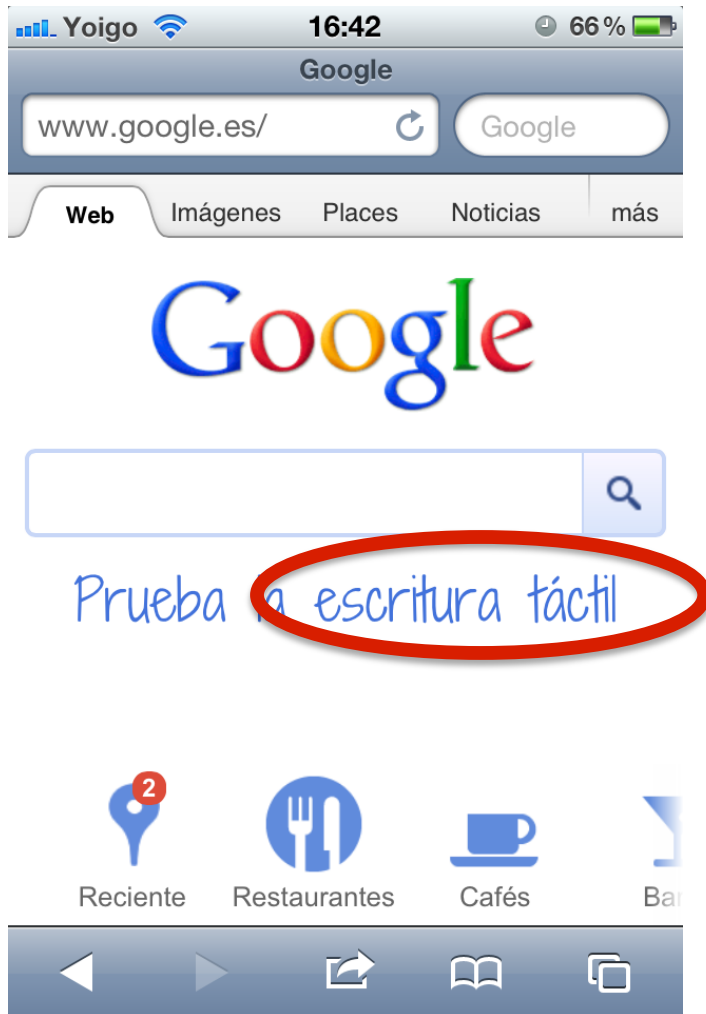 Yoigo 16:42 66 %
Google
www.google.es/ Google
Web Imágenes Places Noticias más
Google
Prueba la escritura táctil
2
Reciente Restaurantes Cafés Bar